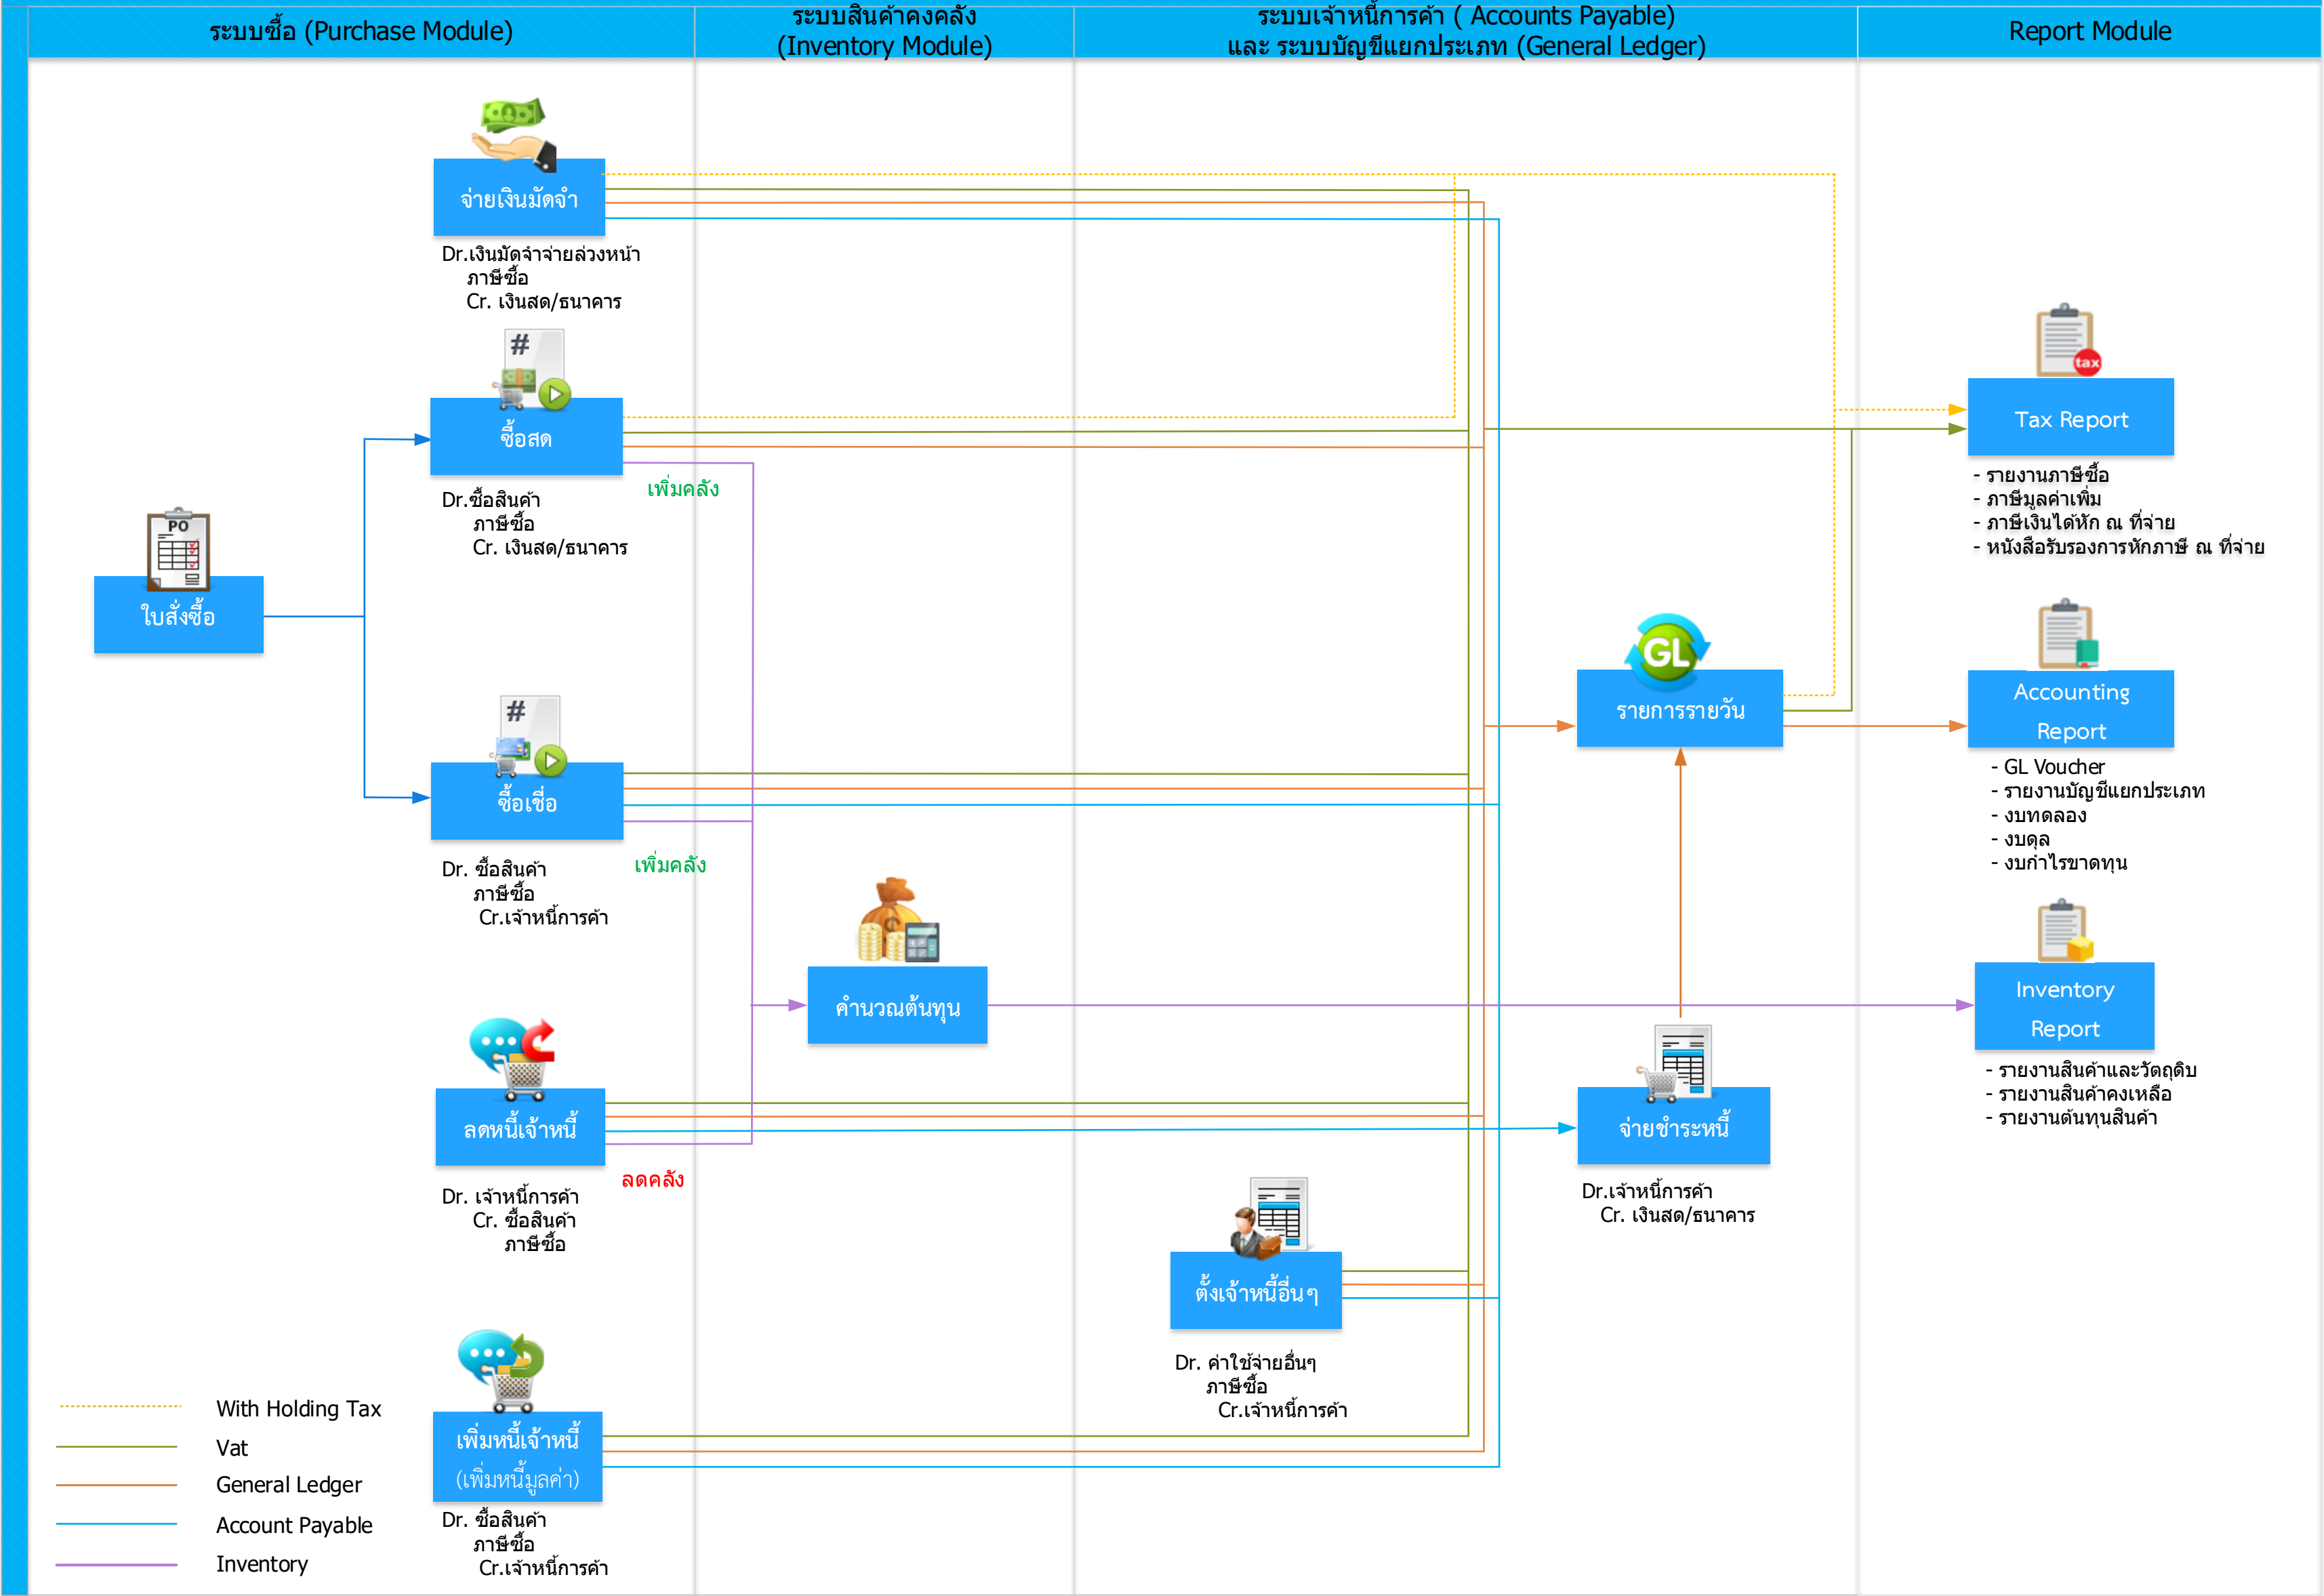 ระบบซื้อ (Purchase Module)
ระบบสินค้าคงคลัง
(Inventory Module)
ระบบเจ้าหนี้การค้า ( Accounts Payable)
และ ระบบบัญชีแยกประเภท (General Ledger)
Report Module
จ่ายเงินมัดจำ
Dr.เงินมัดจำจ่ายล่วงหน้า
ภาษีซื้อ
Cr. เงินสด/ธนาคาร
#
ซื้อสด
เพิ่มคลัง
Dr.ซื้อสินค้า
ภาษีซื้อ
Cr. เงินสด/ธนาคาร
PO
ใบสั่งซื้อ
#
ซื้อเชื่อ
เพิ่มคลัง
Dr. ซื้อสินค้า
ภาษีซื้อ
Cr.เจ้าหนี้การค้า
ลดหนี้เจ้าหนี้
ลดคลัง
Dr. เจ้าหนี้การค้า
Cr. ซื้อสินค้า
ภาษีซื้อ
เพิ่มหนี้เจ้าหนี้
(เพิ่มหนี้มูลค่า)
Dr. ซื้อสินค้า
ภาษีซื้อ
Cr.เจ้าหนี้การค้า
With Holding Tax
Vat
General Ledger
Account Payable
Inventory
คำนวณต้นทุน
GL
รายการรายวัน
จ่ายชำระหนี้
Dr.เจ้าหนี้การค้า
Cr. เงินสด/ธนาคาร
ตั้งเจ้าหนี้อื่นๆ
Dr. ค่าใช้จ่ายอื่นๆ
ภาษีซื้อ
Cr.เจ้าหนี้การค้า
tax
Tax Report
- รายงานภาษีซื้อ
- ภาษีมูลค่าเพิ่ม
- ภาษีเงินได้หัก ณ ที่จ่าย
- หนังสือรับรองการหักภาษี ณ ที่จ่าย
Accounting
Report
- GL Voucher
- รายงานบัญชีแยกประเภท
- งบทดลอง
- งบดุล
- งบกำไรขาดทุน
Inventory
Report
- รายงานสินค้าและวัตถุดิบ
- รายงานสินค้าคงเหลือ
- รายงานต้นทุนสินค้า